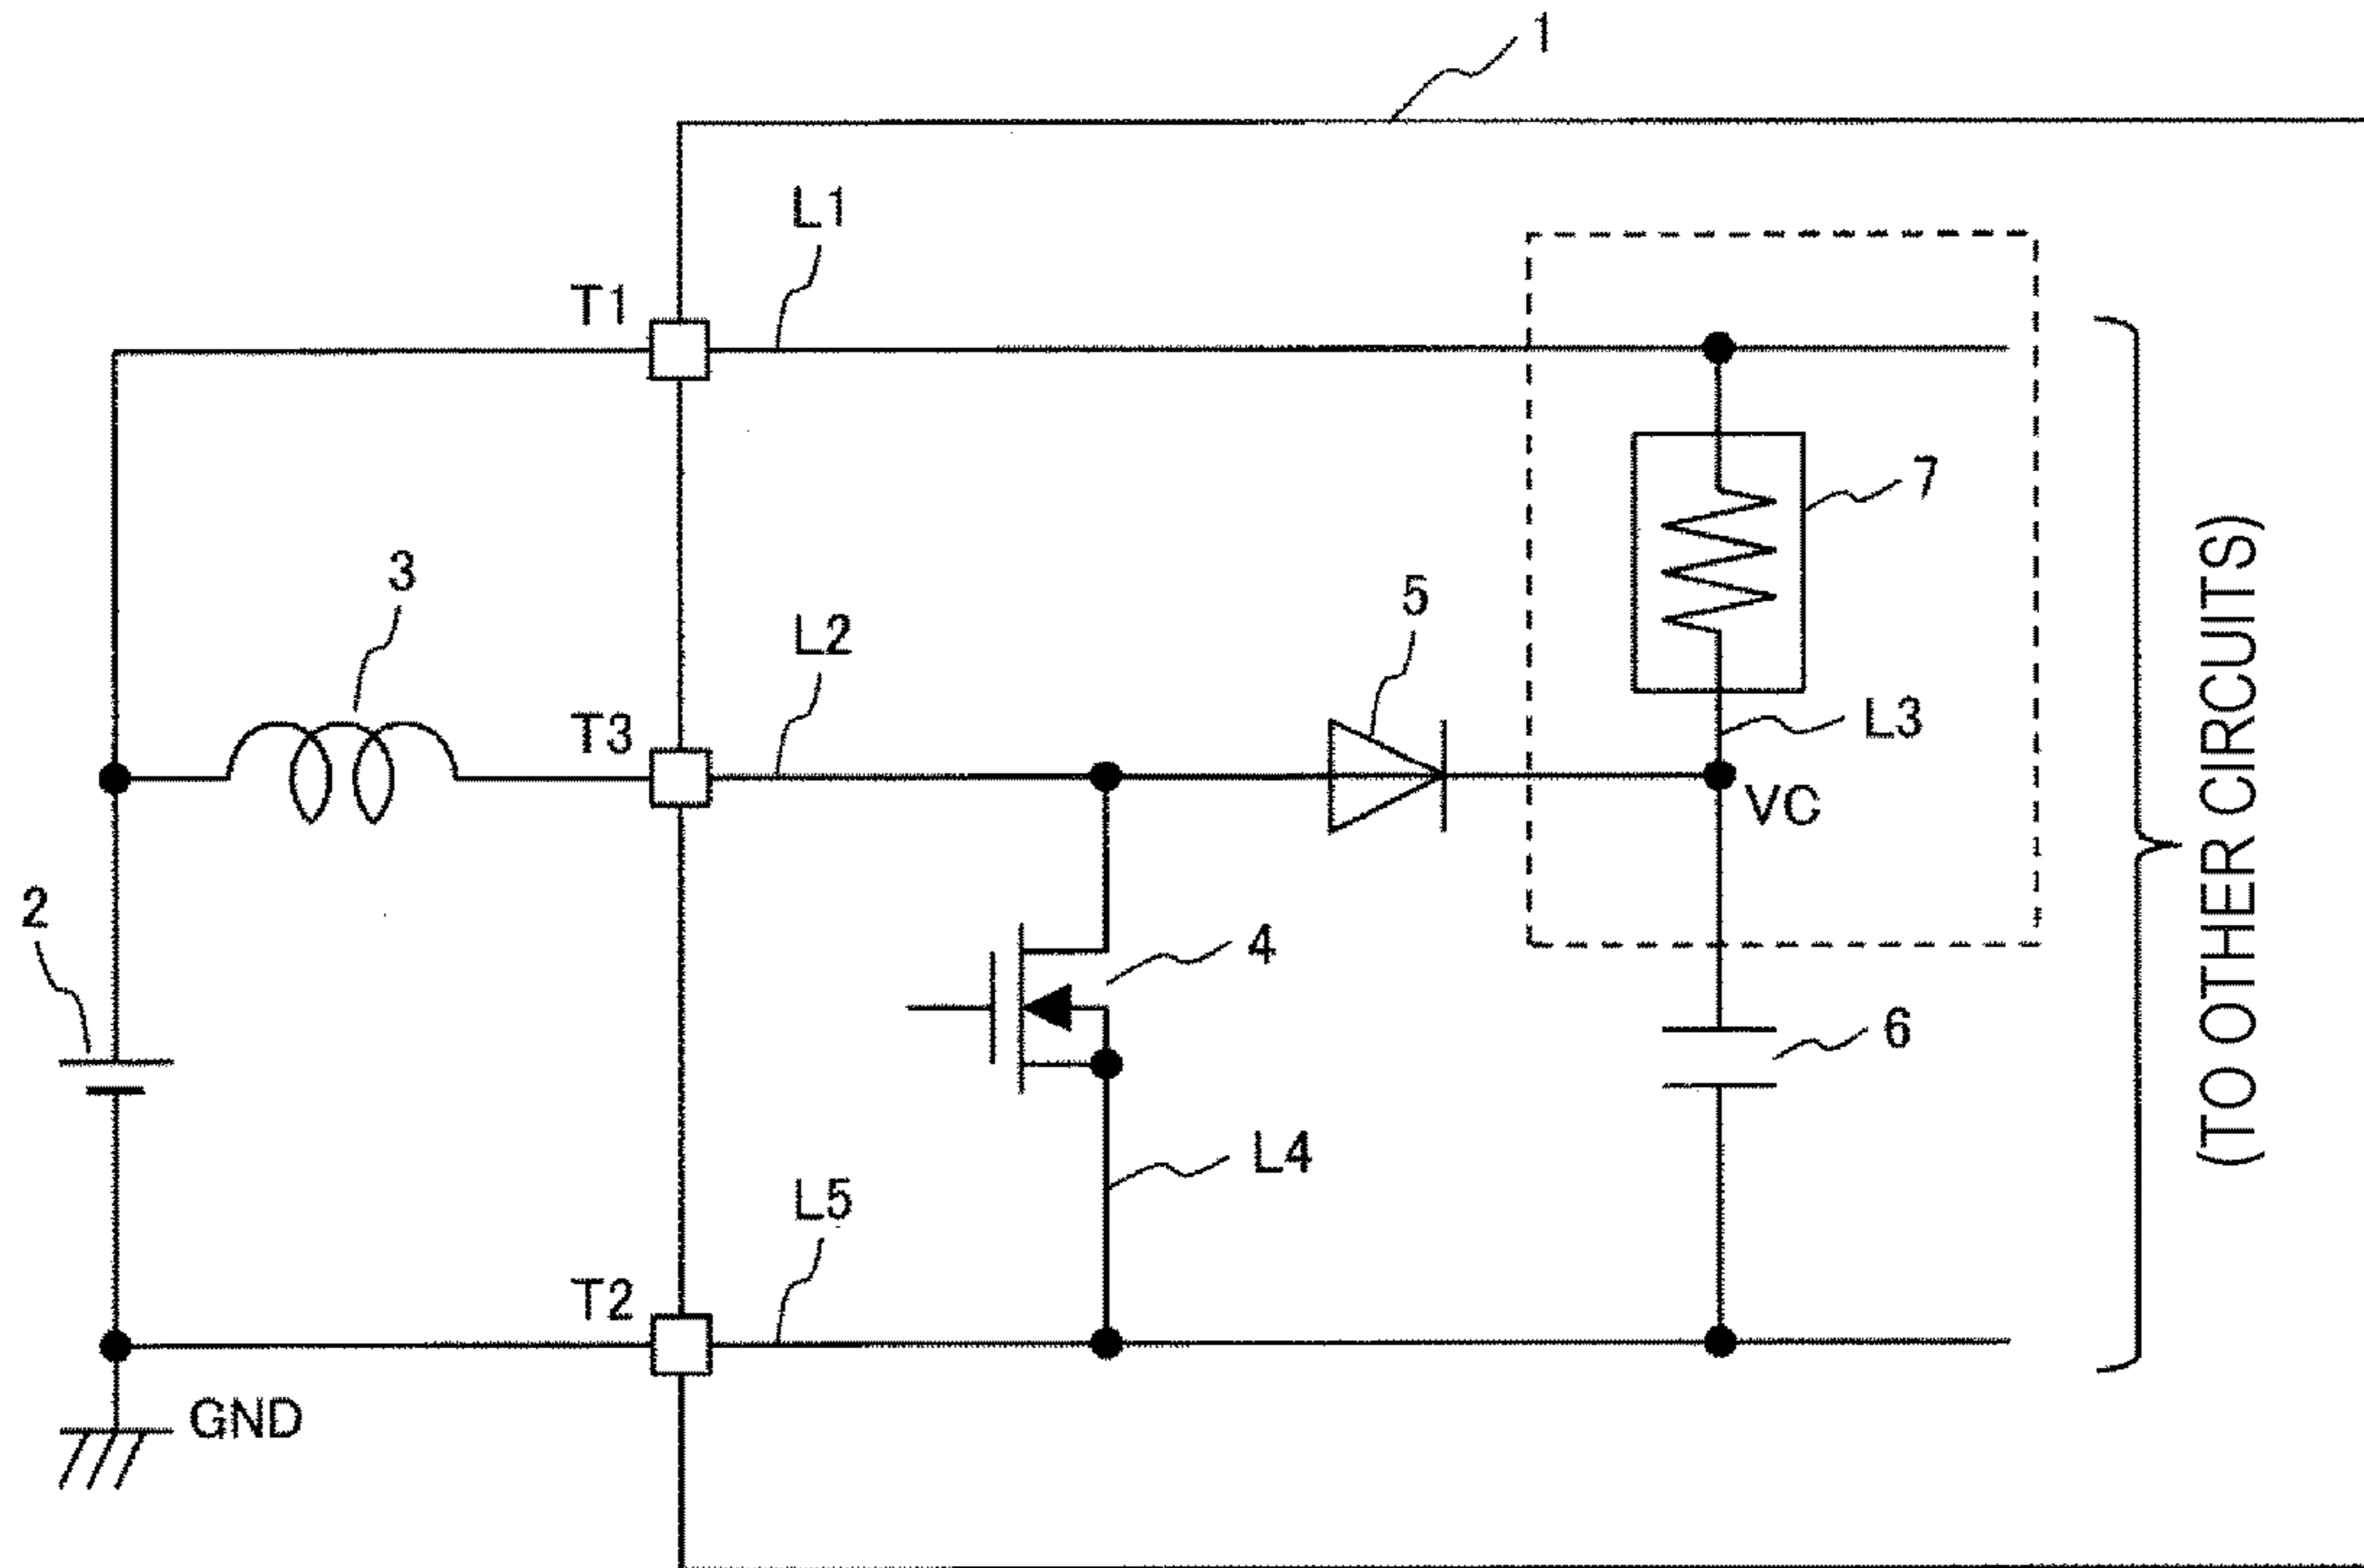 1
L1
T1
7
3
5
L2
T3
L3
VC
2
4
6
L4
L5
T2
GND
(TO OTHER CIRCUITS)